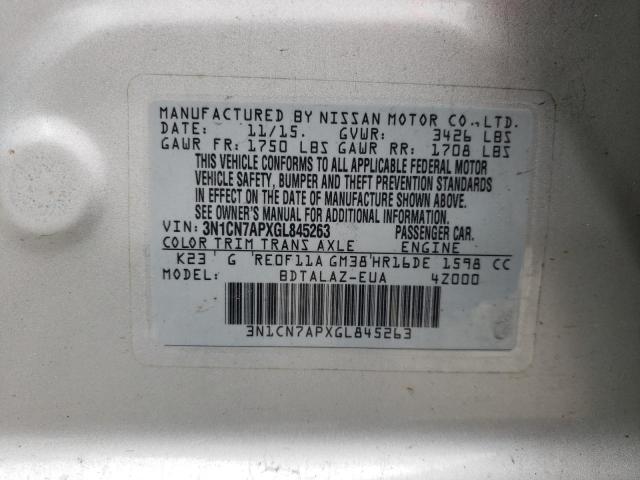 MANUFACTURED BY NISSAN MOTOR CO.,LTD.
DATE: 11/15. GVWR: 3426 LBS
GAWR FR: 1750 LBS GAWR RR: 1708 LBS
THIS VEHICLE CONFORMS TO ALL APPLICABLE FEDERAL MOTOR
VEHICLE SAFETY, BUMPER AND THEFT PREVENTION STANDARDS
IN EFFECT ON THE DATE OF MANUFACTURE SHOWN ABOVE.
SEE OWNER'S MANUAL FOR ADDITIONAL INFORMATION.
VIN: 3N1CN7APXGL845263 PASSENGER CAR.
COLOR TRIM TRANS AXLE ENGINE
K23 G RE0F11A GM38 HR16DE 1598 CC
MODEL: BDTALAZ-EUA 4Z000
3N1CN7APXGL845263